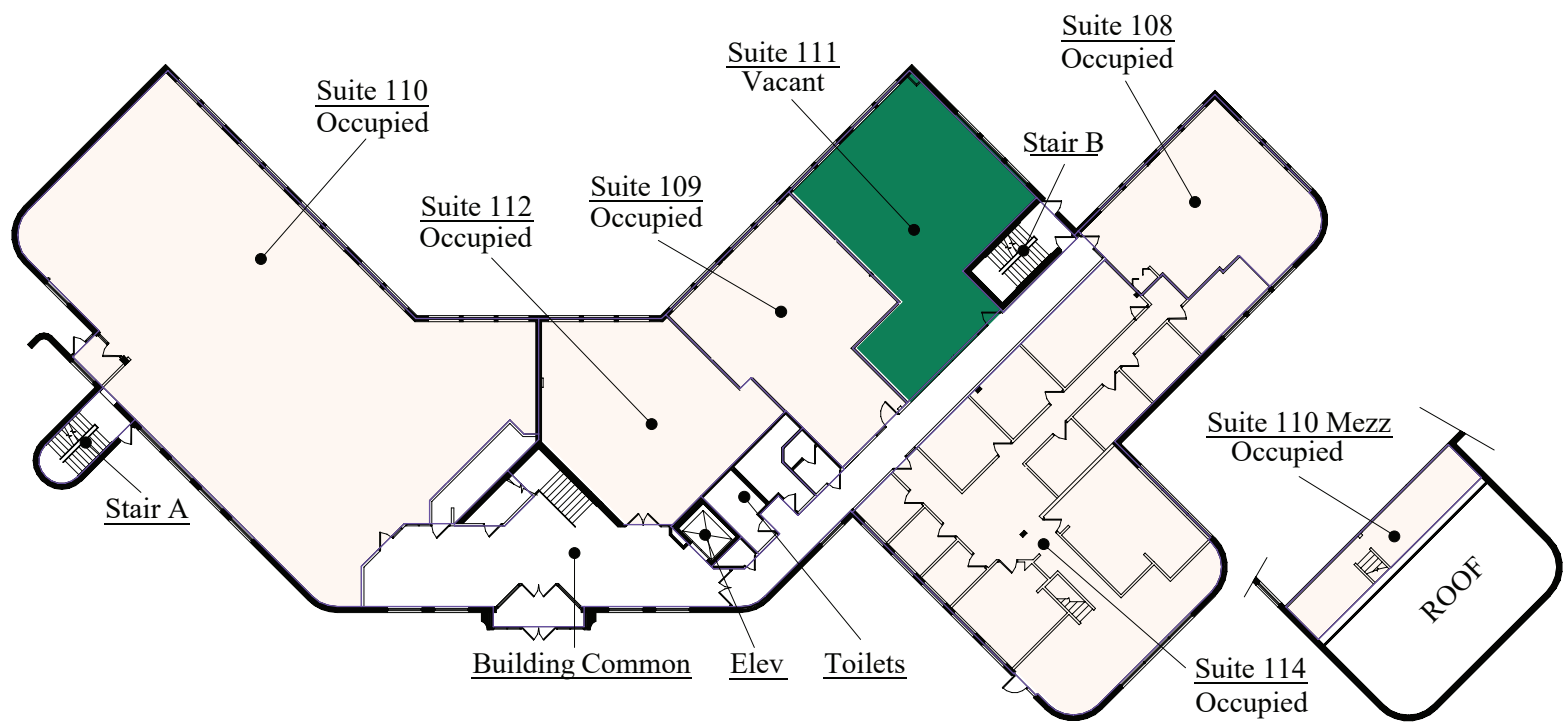 Suite 108
Occupied
Suite 111
Vacant
Suite 110
Occupied
Stair B
Suite 109
Occupied
Suite 112
Occupied
Suite 110 Mezz
Occupied
Stair A
ROOF
Building Common
Elev
Toilets
Suite 114
Occupied